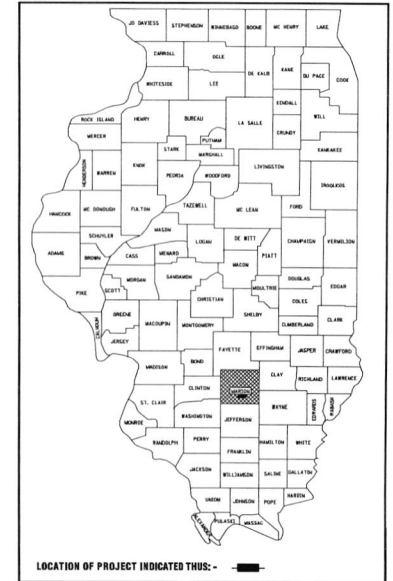 JO DAVIESS STEPHENSON WINNEBAGO BOONE MC HENRY LAKE
CARROLL OGLE
DE KALB KANE DU PAGE COOK
WHITESIDE LEE
KENDALL WILL
ROCK ISLAND HENRY BUREAU LA SALLE GRUNDY
MERCER PUTNAM
STARK MARSHALL KANKAKEE
HENDERSON WARREN KNOX PEORIA WOODFORD LIVINGSTON
IROQUOIS
HANCOCK MC DONOUGH FULTON TAZEWELL MC LEAN FORD
SCHUYLER MASON
ADAMS LOGAN DE WITT CHAMPAIGN VERMILION
BROWN CASS MENARD PIATT
MACON
MORGAN SANGAMON DOUGLAS EDGAR
PIKE SCOTT CHRISTIAN MOULTRIE COLES
GREENE MACOUPIN MONTGOMERY SHELBY CUMBERLAND CLARK
CALHOUN JERSEY
FAYETTE EFFINGHAM JASPER CRAWFORD
MADISON BOND
CLINTON MARION CLAY RICHLAND LAWRENCE
ST. CLAIR
WASHINGTON JEFFERSON WAYNE EDWARDS WABASH
MONROE
RANDOLPH PERRY HAMILTON WHITE
FRANKLIN
JACKSON WILLIAMSON SALINE GALLATIN
HARDIN
UNION JOHNSON POPE
ALEXANDER PULASKI MASSAC
LOCATION OF PROJECT INDICATED THUS: -